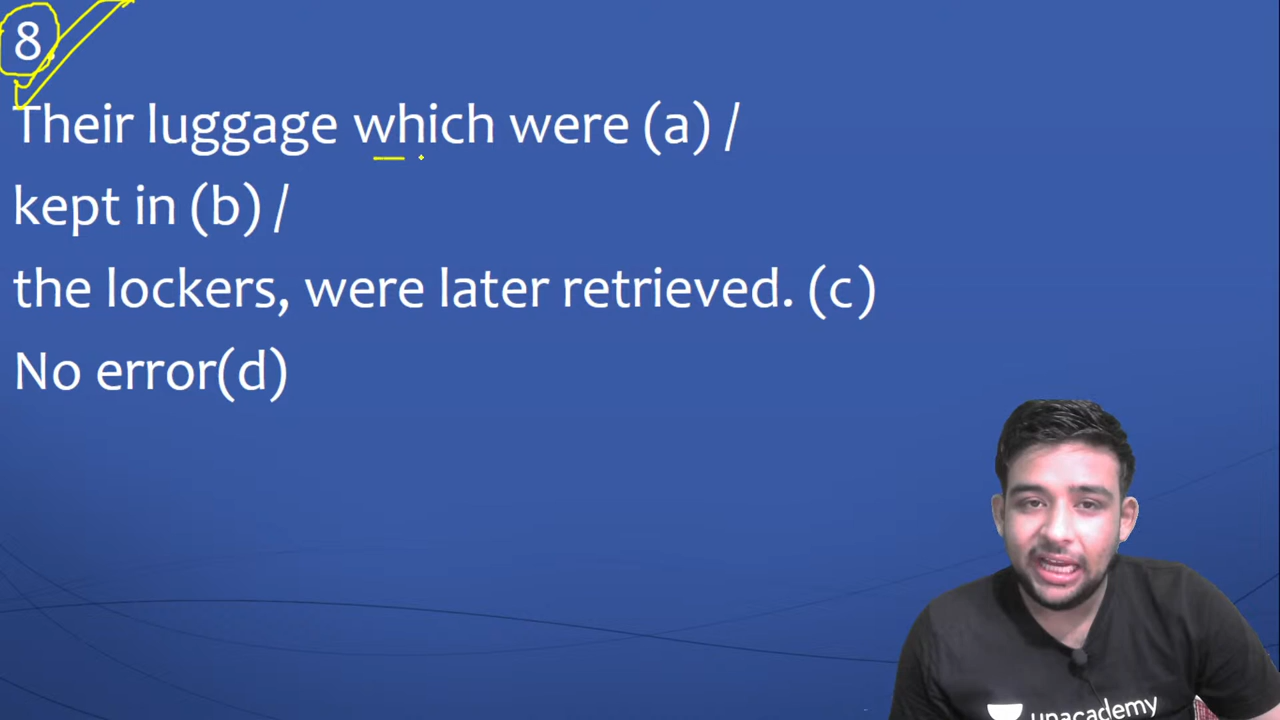 8
Their luggage which were (a) /
kept in (b) /
the lockers, were later retrieved. (c)
No error(d)
unacademy